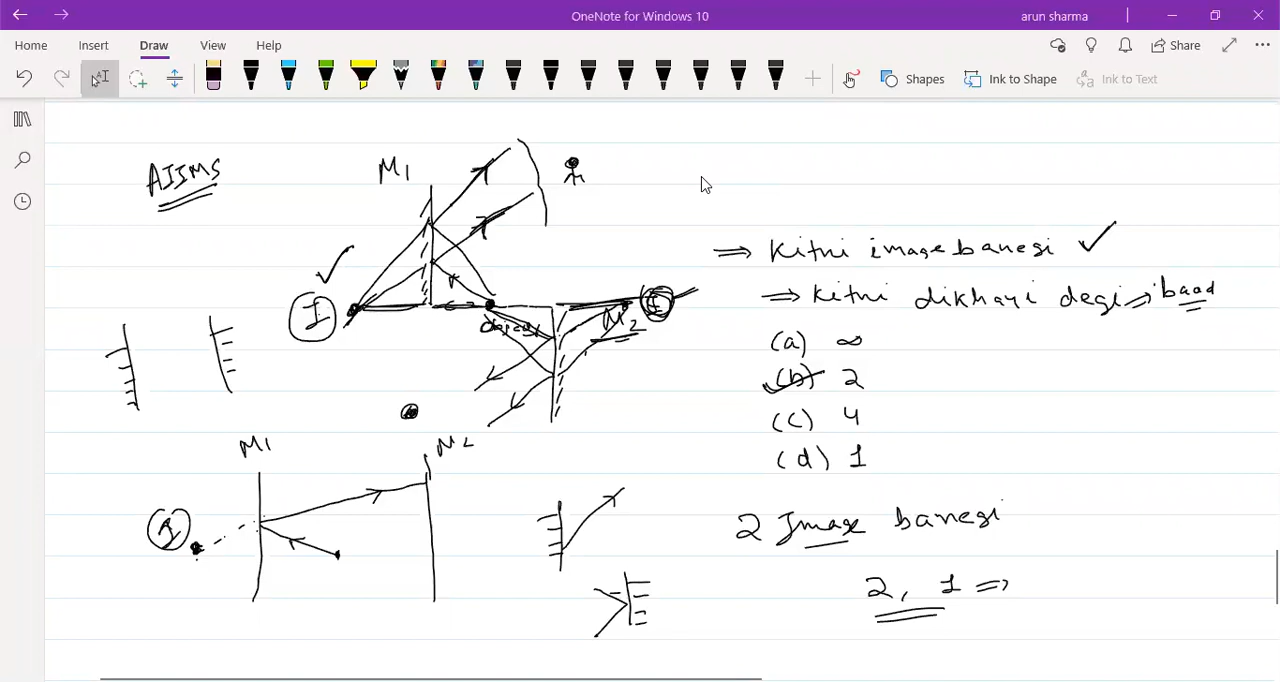 OneNote for Windows 10
arun sharma
Home Insert Draw View Help
Share
Shapes
Ink to Shape
Ink to Text
AIIMS
M1
I
object
M2
I
⇒ Kitni image banegi ✓
⇒ Kitni dikhayi degi ⇒ baad
(a) ∞
(b) 2
(c) 4
(d) 1
M1
M2
I
2 Image banegi
2, 1 ⇒